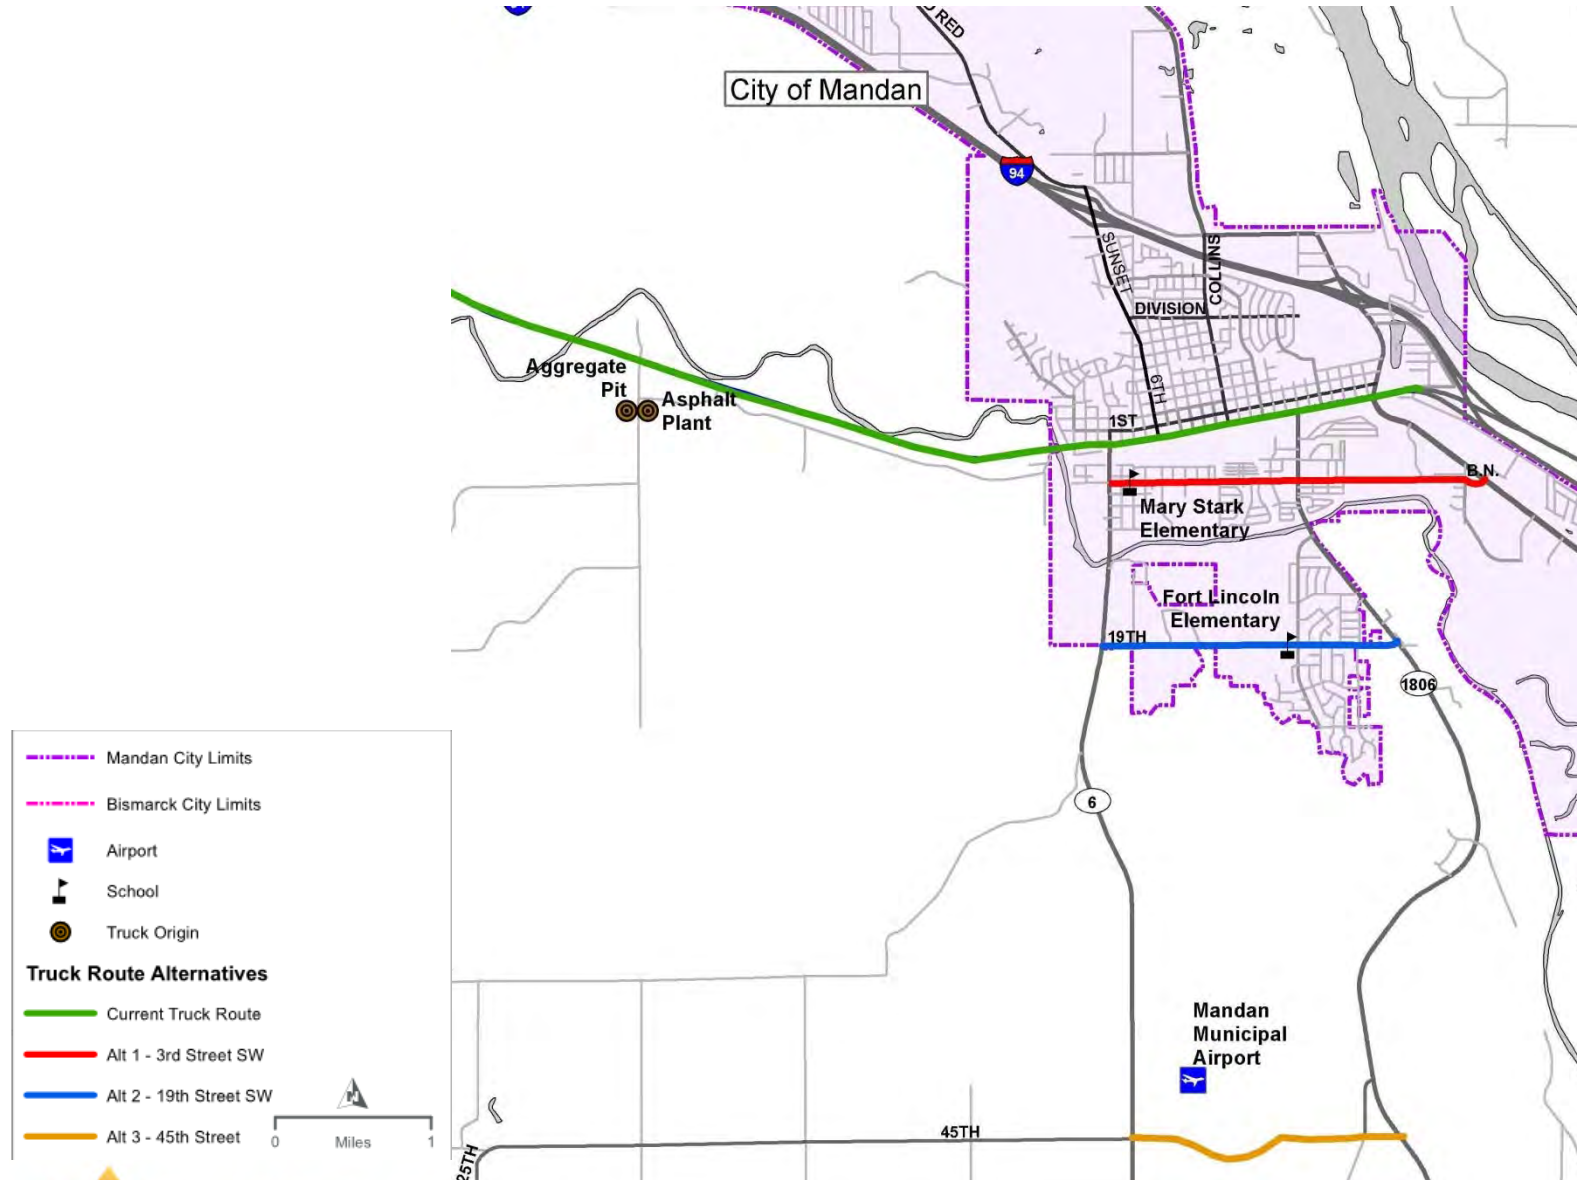 O RED
City of Mandan
94
SUNSET
COLLINS
DIVISION
6TH
1ST
Aggregate
Pit
Asphalt
Plant
B.N.
Mary Stark
Elementary
Fort Lincoln
Elementary
19TH
1806
6
Mandan
Municipal
Airport
45TH
25TH
Mandan City Limits
Bismarck City Limits
Airport
School
Truck Origin
Truck Route Alternatives
Current Truck Route
Alt 1 - 3rd Street SW
Alt 2 - 19th Street SW
Alt 3 - 45th Street
N
0 Miles 1